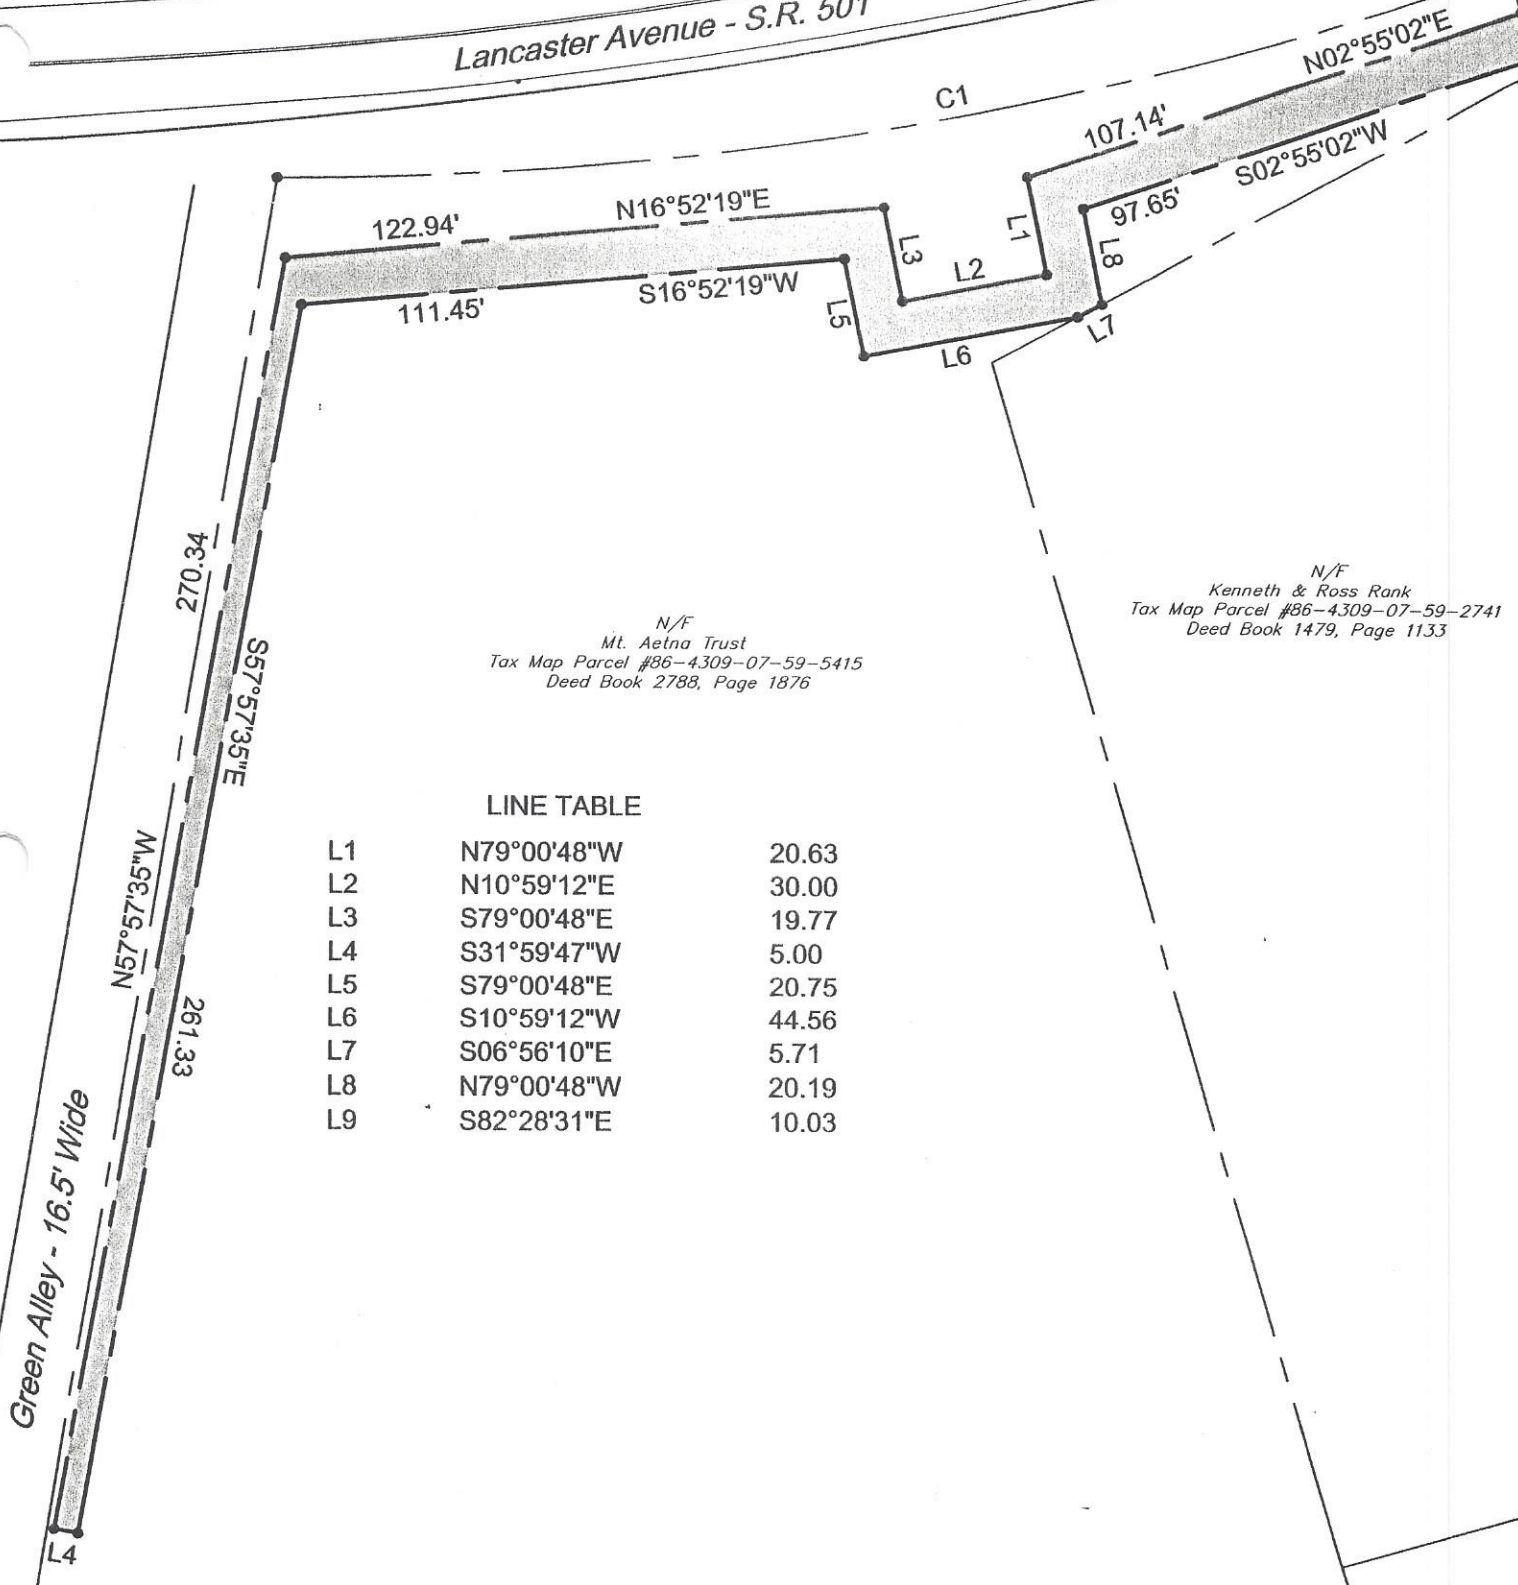 Lancaster Avenue - S.R. 501
C1
N02°55'02"E
107.14'
S02°55'02"W
97.65'
N16°52'19"E
122.94'
L1
L3
L2
L8
S16°52'19"W
111.45'
L5
L6
L7
270.34
S57°57'35"E
N57°57'35"W
261.33
Green Alley - 16.5' Wide
L4
N/F
Mt. Aetna Trust
Tax Map Parcel #86-4309-07-59-5415
Deed Book 2788, Page 1876
N/F
Kenneth & Ross Rank
Tax Map Parcel #86-4309-07-59-2741
Deed Book 1479, Page 1133
LINE TABLE
L1 N79°00'48"W 20.63
L2 N10°59'12"E 30.00
L3 S79°00'48"E 19.77
L4 S31°59'47"W 5.00
L5 S79°00'48"E 20.75
L6 S10°59'12"W 44.56
L7 S06°56'10"E 5.71
L8 N79°00'48"W 20.19
L9 S82°28'31"E 10.03